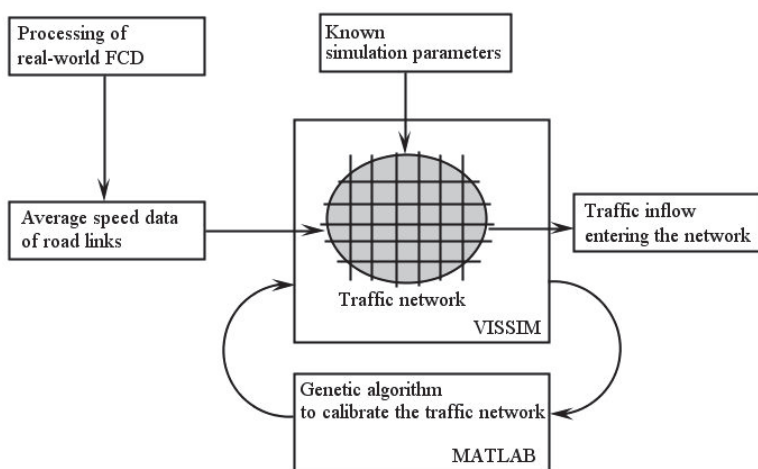 Processing of
real-world FCD
Known
simulation parameters
Average speed data
of road links
Traffic inflow
entering the network
Traffic network
VISSIM
Genetic algorithm
to calibrate the traffic network
MATLAB